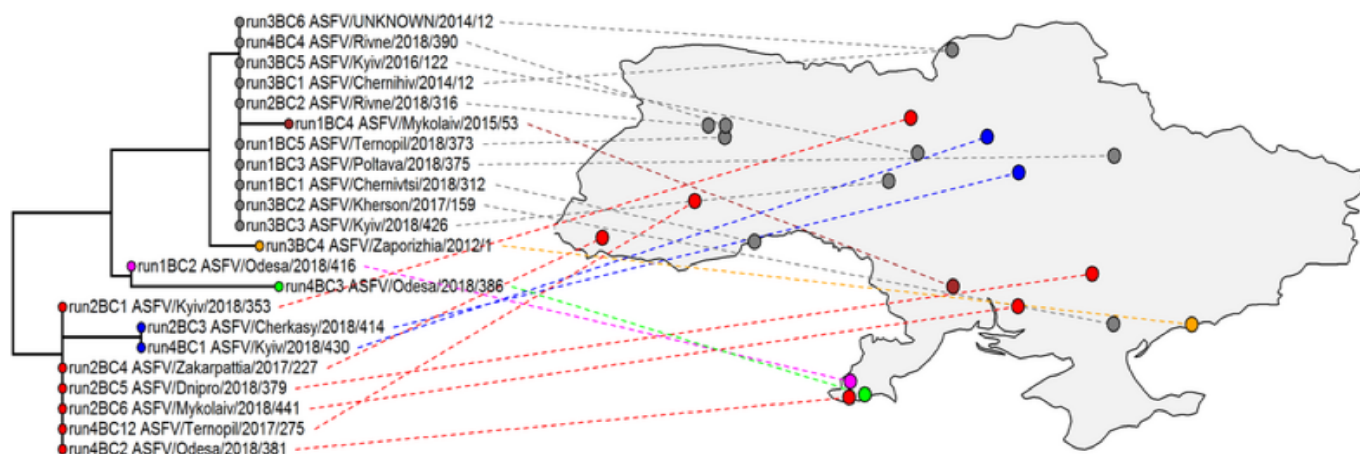 run3BC6 ASFV/UNKNOWN/2014/12
run4BC4 ASFV/Rivne/2018/390
run3BC5 ASFV/Kyiv/2016/122
run3BC1 ASFV/Chernihiv/2014/12
run2BC2 ASFV/Rivne/2018/316
run1BC4 ASFV/Mykolaiv/2015/53
run1BC5 ASFV/Ternopil/2018/373
run1BC3 ASFV/Poltava/2018/375
run1BC1 ASFV/Chernivtsi/2018/312
run3BC2 ASFV/Kherson/2017/159
run3BC3 ASFV/Kyiv/2018/426
run3BC4 ASFV/Zaporizhia/2012/1
run1BC2 ASFV/Odesa/2018/416
run4BC3 ASFV/Odesa/2018/386
run2BC1 ASFV/Kyiv/2018/353
run2BC3 ASFV/Cherkasy/2018/414
run4BC1 ASFV/Kyiv/2018/430
run2BC4 ASFV/Zakarpattia/2017/227
run2BC5 ASFV/Dnipro/2018/379
run2BC6 ASFV/Mykolaiv/2018/441
run4BC12 ASFV/Ternopil/2017/275
run4BC2 ASFV/Odesa/2018/381